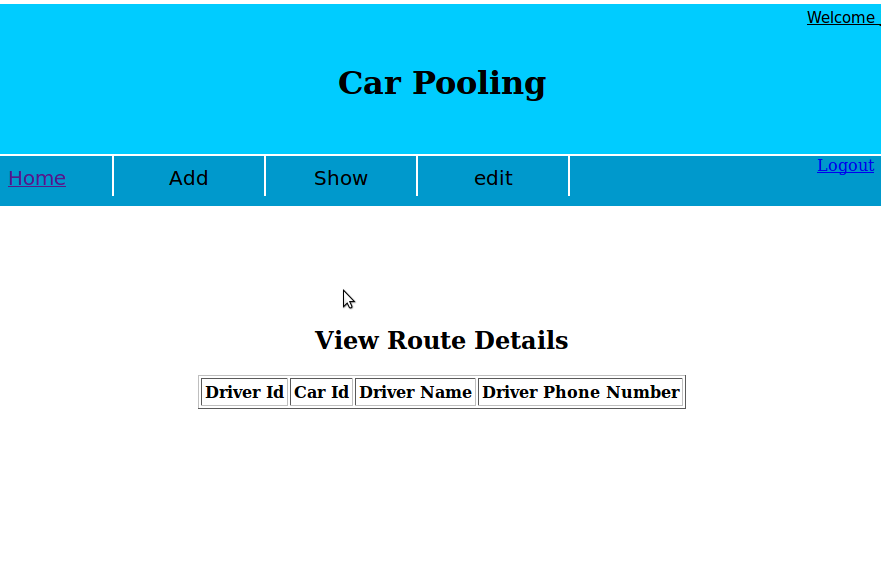 Welcome
Car Pooling
Home Add Show edit Logout
View Route Details
Driver Id Car Id Driver Name Driver Phone Number